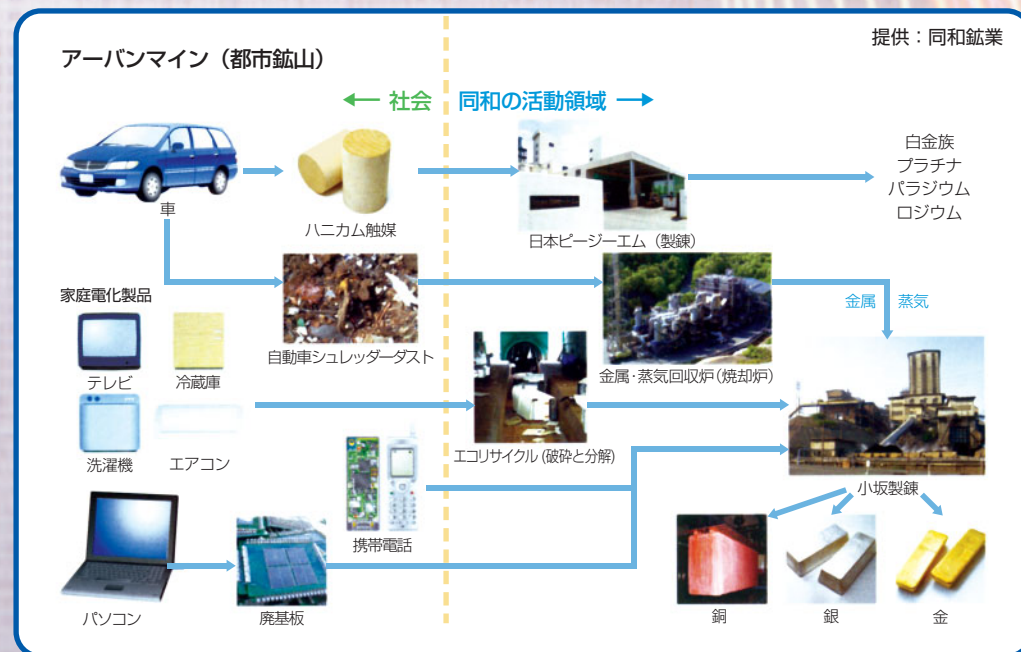 提供：同和鉱業
アーバンマイン（都市鉱山）
← 社会
同和の活動領域 →
車
ハニカム触媒
日本ピージーエム（製錬）
白金族
プラチナ
パラジウム
ロジウム
自動車シュレッダーダスト
金属・蒸気回収炉（焼却炉）
金属
蒸気
家庭電化製品
テレビ
冷蔵庫
洗濯機
エアコン
エコリサイクル（破砕と分解）
小坂製錬
携帯電話
パソコン
廃基板
銅
銀
金